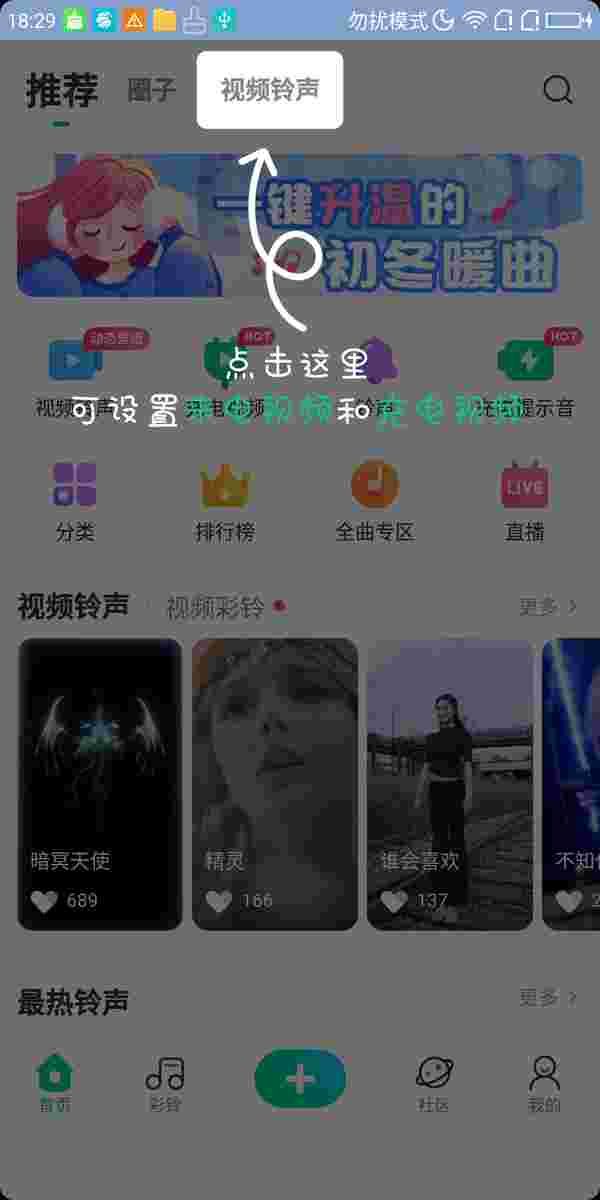 18:29 勿扰模式
推荐 圈子 视频铃声
一键升温的
初冬暖曲
动态壁纸 HOT HOT
点击这里
视频铃声 充电视频 铃声 充电提示音
可设置来电视频和充电视频
LIVE
分类 排行榜 全曲专区 直播
视频铃声 视频彩铃 更多
暗冥天使 精灵 谁会喜欢 不知
689 166 137 2
最热铃声 更多
首页 彩铃 社区 我的